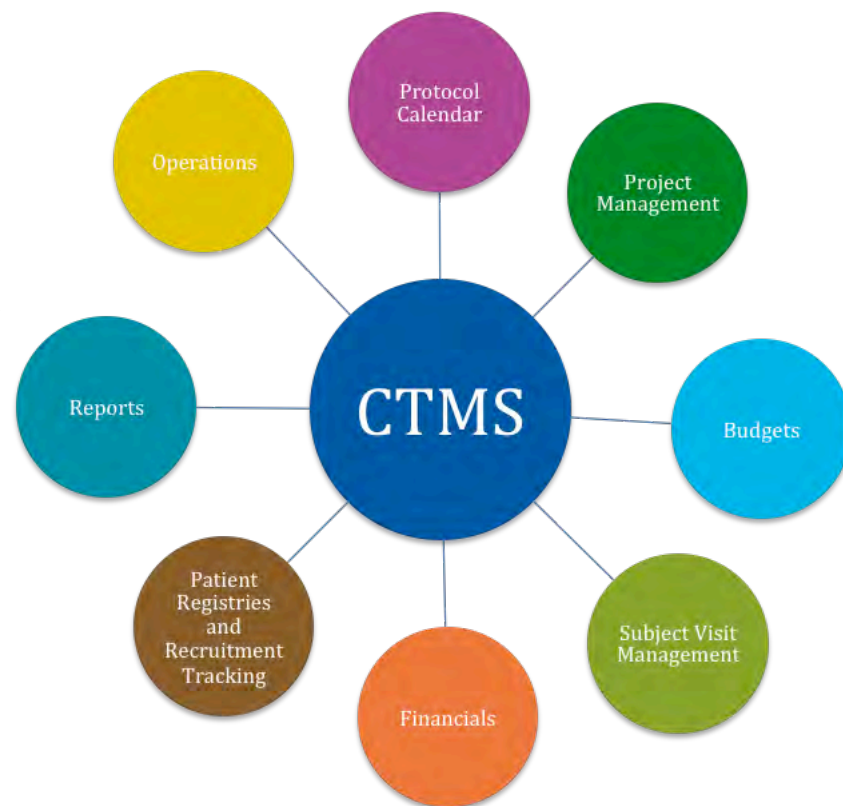 Protocol
Calendar
Operations
Project
Management
CTMS
Reports
Budgets
Patient
Registries
and
Recruitment
Tracking
Subject Visit
Management
Financials